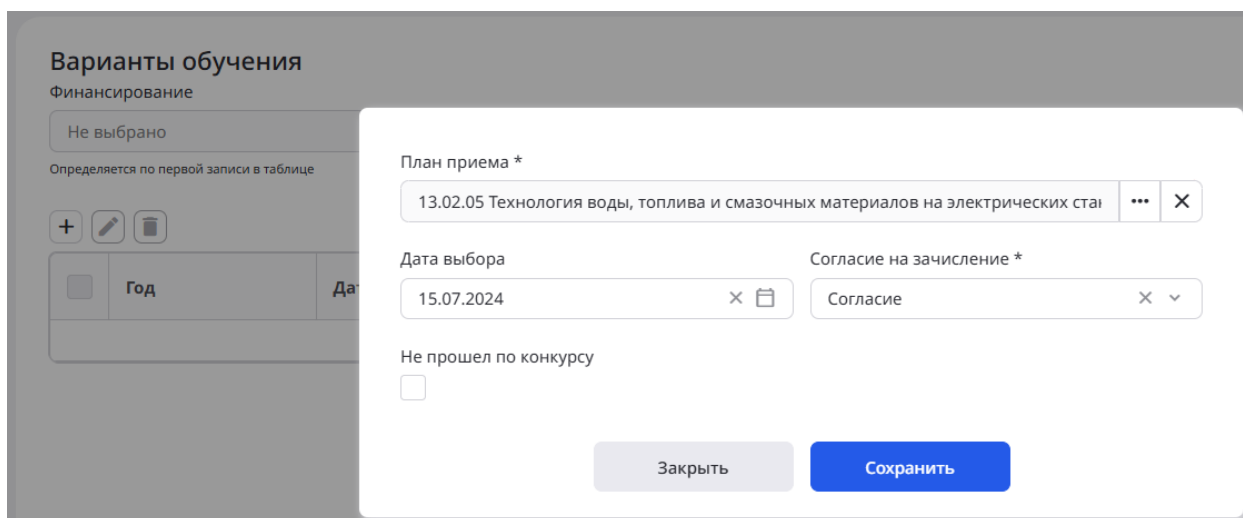 Варианты обучения
Финансирование
Не выбрано
Определяется по первой записи в таблице
Год
План приема *
13.02.05 Технология воды, топлива и смазочных материалов на электрических
Дата выбора
Согласие на зачисление *
15.07.2024
Согласие
Не прошел по конкурсу
Закрыть
Сохранить